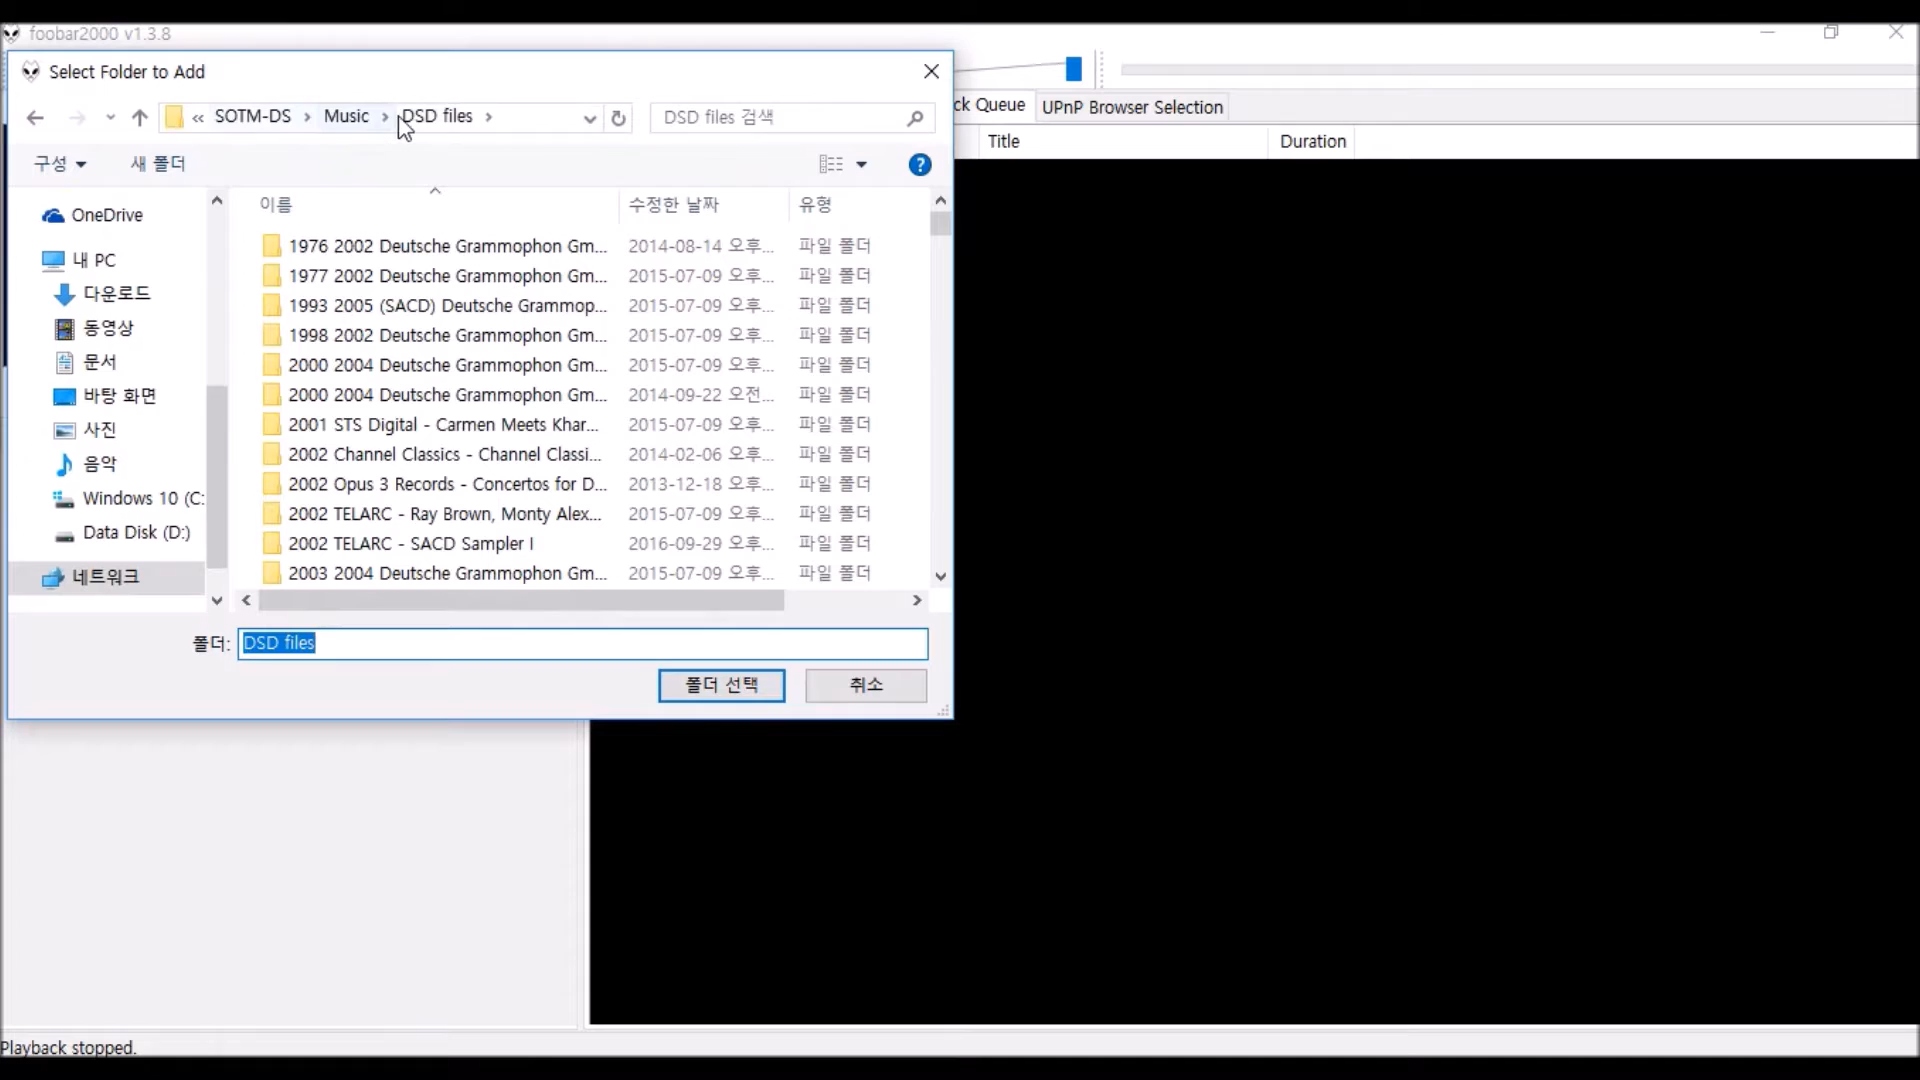 foobar2000 v1.3.8
Select Folder to Add
« SOTM-DS > Music > DSD files >
DSD files 검색
ck Queue
UPnP Browser Selection
구성
새 폴더
Title
Duration
이름
수정한 날짜
유형
OneDrive
내 PC
다운로드
동영상
문서
바탕 화면
사진
음악
Windows 10 (C:
Data Disk (D:)
네트워크
1976 2002 Deutsche Grammophon Gm... 2014-08-14 오후... 파일 폴더
1977 2002 Deutsche Grammophon Gm... 2015-07-09 오후... 파일 폴더
1993 2005 (SACD) Deutsche Grammop... 2015-07-09 오후... 파일 폴더
1998 2002 Deutsche Grammophon Gm... 2015-07-09 오후... 파일 폴더
2000 2004 Deutsche Grammophon Gm... 2015-07-09 오후... 파일 폴더
2000 2004 Deutsche Grammophon Gm... 2014-09-22 오전... 파일 폴더
2001 STS Digital - Carmen Meets Khar... 2015-07-09 오후... 파일 폴더
2002 Channel Classics - Channel Classi... 2014-02-06 오후... 파일 폴더
2002 Opus 3 Records - Concertos for D... 2013-12-18 오후... 파일 폴더
2002 TELARC - Ray Brown, Monty Alex... 2015-07-09 오후... 파일 폴더
2002 TELARC - SACD Sampler I 2016-09-29 오후... 파일 폴더
2003 2004 Deutsche Grammophon Gm... 2015-07-09 오후... 파일 폴더
폴더: DSD files
폴더 선택
취소
Playback stopped.